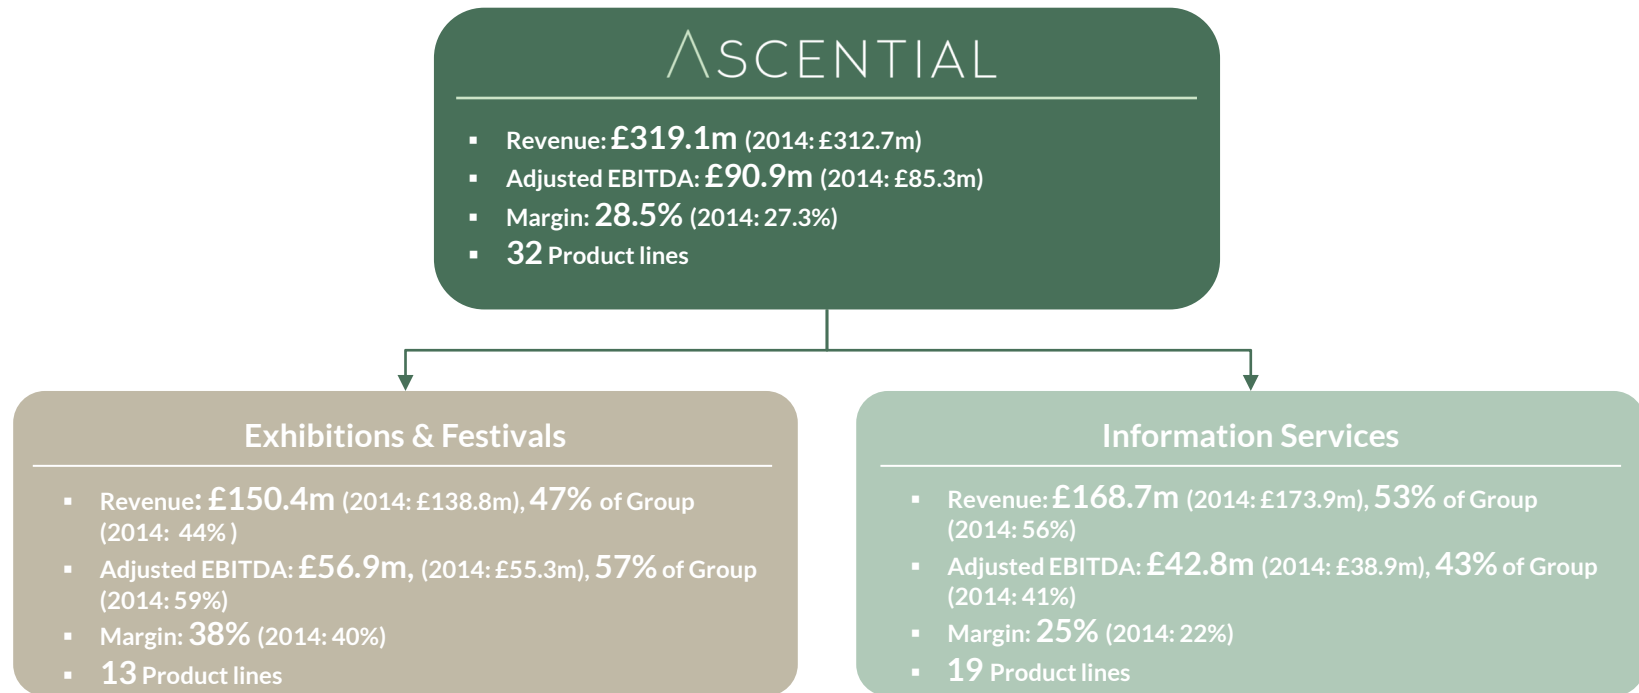 ASCENTIAL
▪ Revenue: £319.1m (2014: £312.7m)
▪ Adjusted EBITDA: £90.9m (2014: £85.3m)
▪ Margin: 28.5% (2014: 27.3%)
▪ 32 Product lines
Exhibitions & Festivals
▪ Revenue: £150.4m (2014: £138.8m), 47% of Group
(2014: 44% )
▪ Adjusted EBITDA: £56.9m, (2014: £55.3m), 57% of Group
(2014: 59%)
▪ Margin: 38% (2014: 40%)
▪ 13 Product lines
Information Services
▪ Revenue: £168.7m (2014: £173.9m), 53% of Group
(2014: 56%)
▪ Adjusted EBITDA: £42.8m (2014: £38.9m), 43% of Group
(2014: 41%)
▪ Margin: 25% (2014: 22%)
▪ 19 Product lines